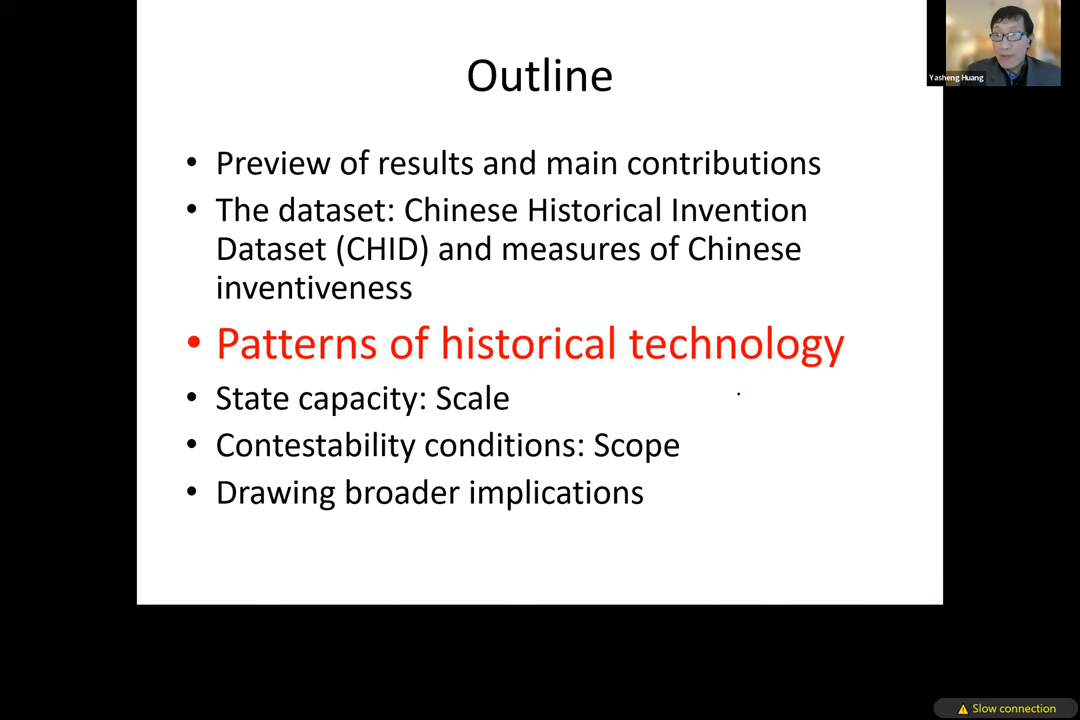 Outline
Yasheng Huang
• Preview of results and main contributions
• The dataset: Chinese Historical Invention
Dataset (CHID) and measures of Chinese
inventiveness
• Patterns of historical technology
• State capacity: Scale
• Contestability conditions: Scope
• Drawing broader implications
Slow connection